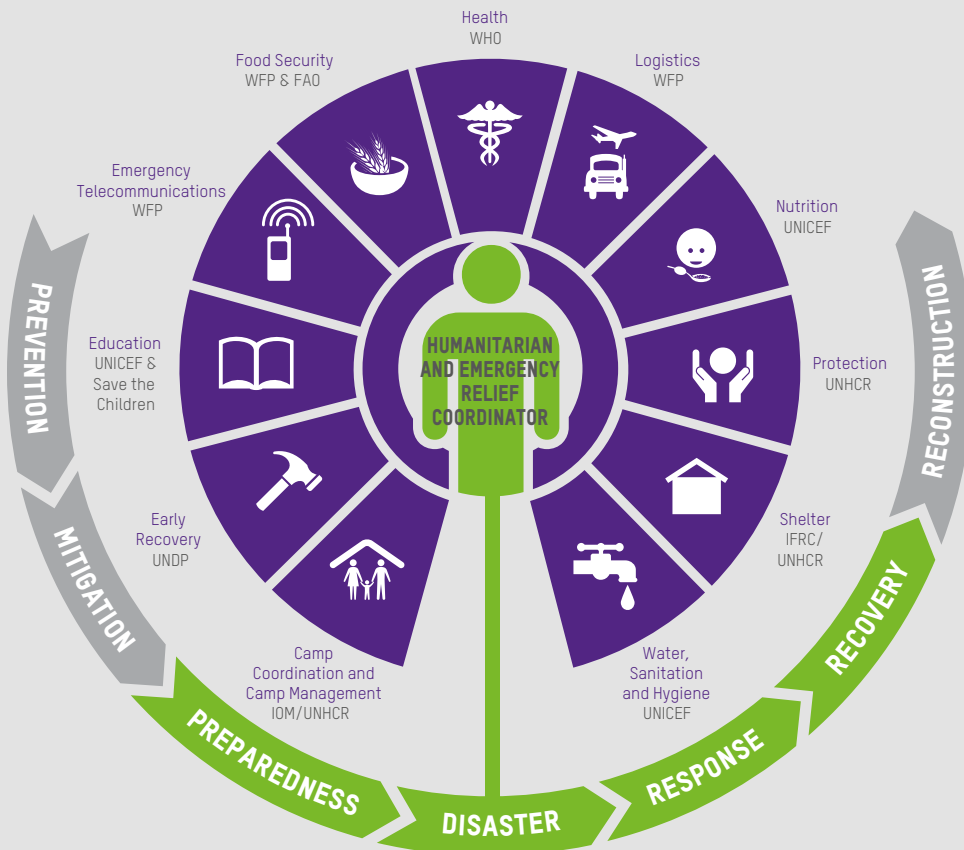 Health
WHO
Logistics
WFP
Nutrition
UNICEF
Protection
UNHCR
Shelter
IFRC/
UNHCR
Water,
Sanitation
and Hygiene
UNICEF
Camp
Coordination and
Camp Management
IOM/UNHCR
Early
Recovery
UNDP
Education
UNICEF &
Save the
Children
Emergency
Telecommunications
WFP
Food Security
WFP & FAO
HUMANITARIAN
AND EMERGENCY
RELIEF
COORDINATOR
PREVENTION
MITIGATION
PREPAREDNESS
DISASTER
RESPONSE
RECOVERY
RECONSTRUCTION